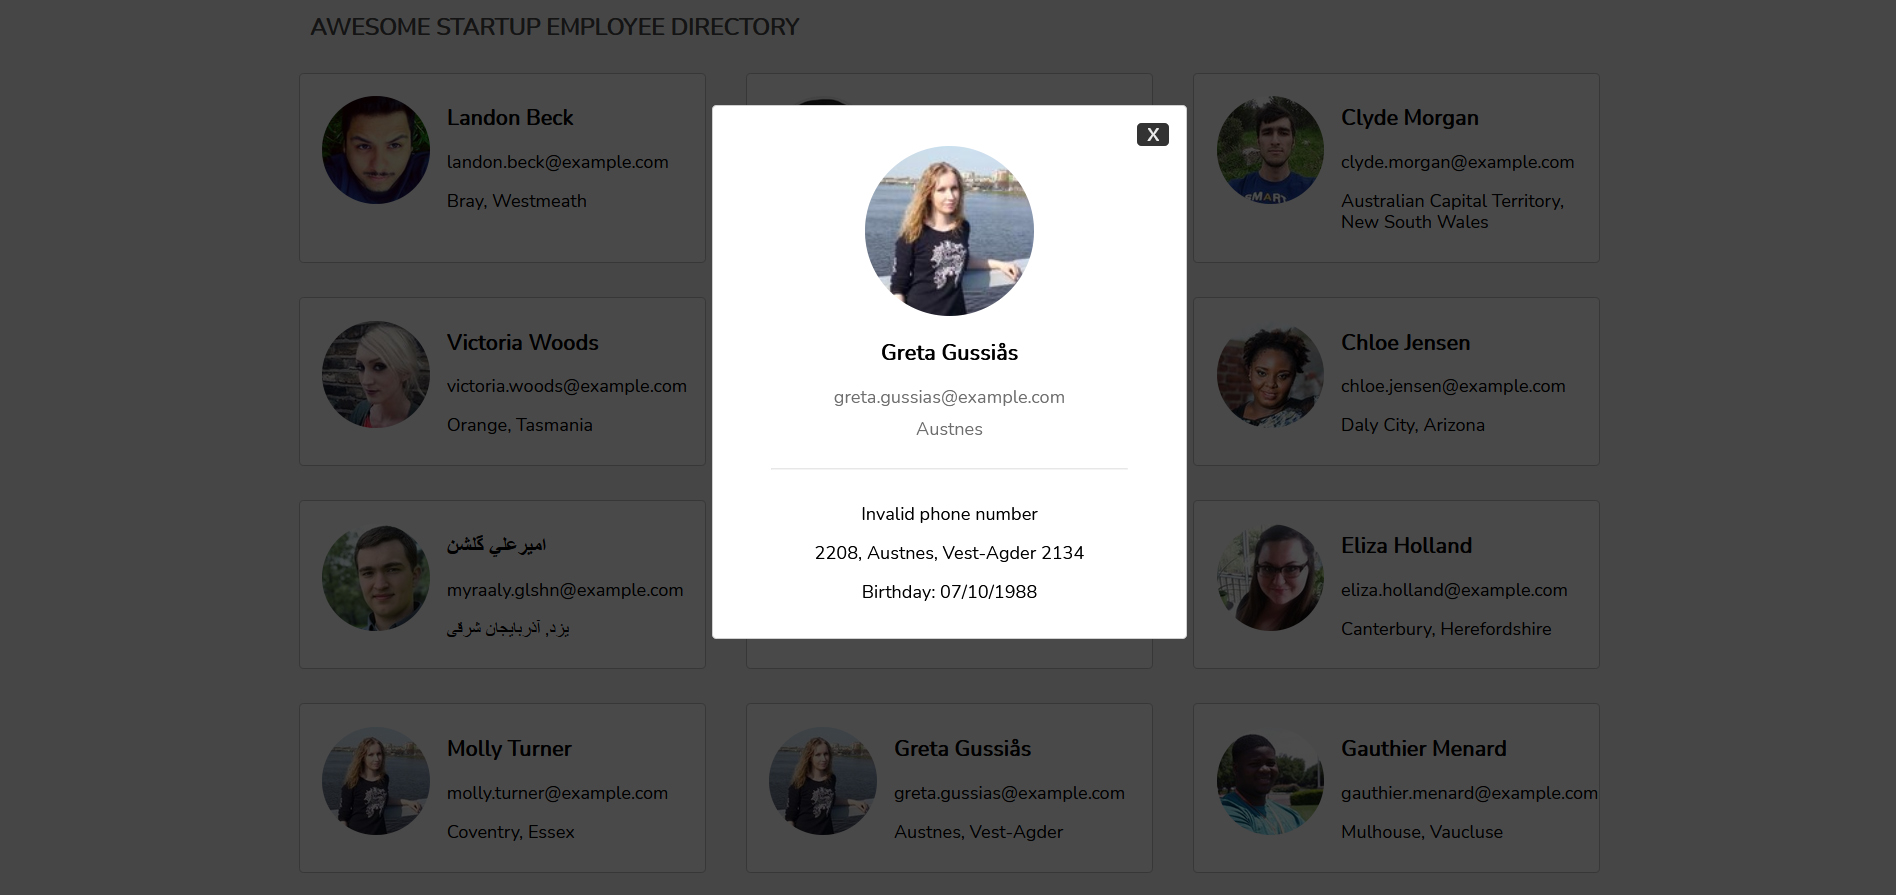 AWESOME STARTUP EMPLOYEE DIRECTORY
Landon Beck
landon.beck@example.com
Bray, Westmeath
Clyde Morgan
clyde.morgan@example.com
Australian Capital Territory,
New South Wales
X
Greta Gussiås
greta.gussias@example.com
Austnes
Invalid phone number
2208, Austnes, Vest-Agder 2134
Birthday: 07/10/1988
Victoria Woods
victoria.woods@example.com
Orange, Tasmania
Chloe Jensen
chloe.jensen@example.com
Daly City, Arizona
اميرعلي گلشن
myraaly.glshn@example.com
یزد, آذربایجان شرقی
Eliza Holland
eliza.holland@example.com
Canterbury, Herefordshire
Molly Turner
molly.turner@example.com
Coventry, Essex
Greta Gussiås
greta.gussias@example.com
Austnes, Vest-Agder
Gauthier Menard
gauthier.menard@example.com
Mulhouse, Vaucluse